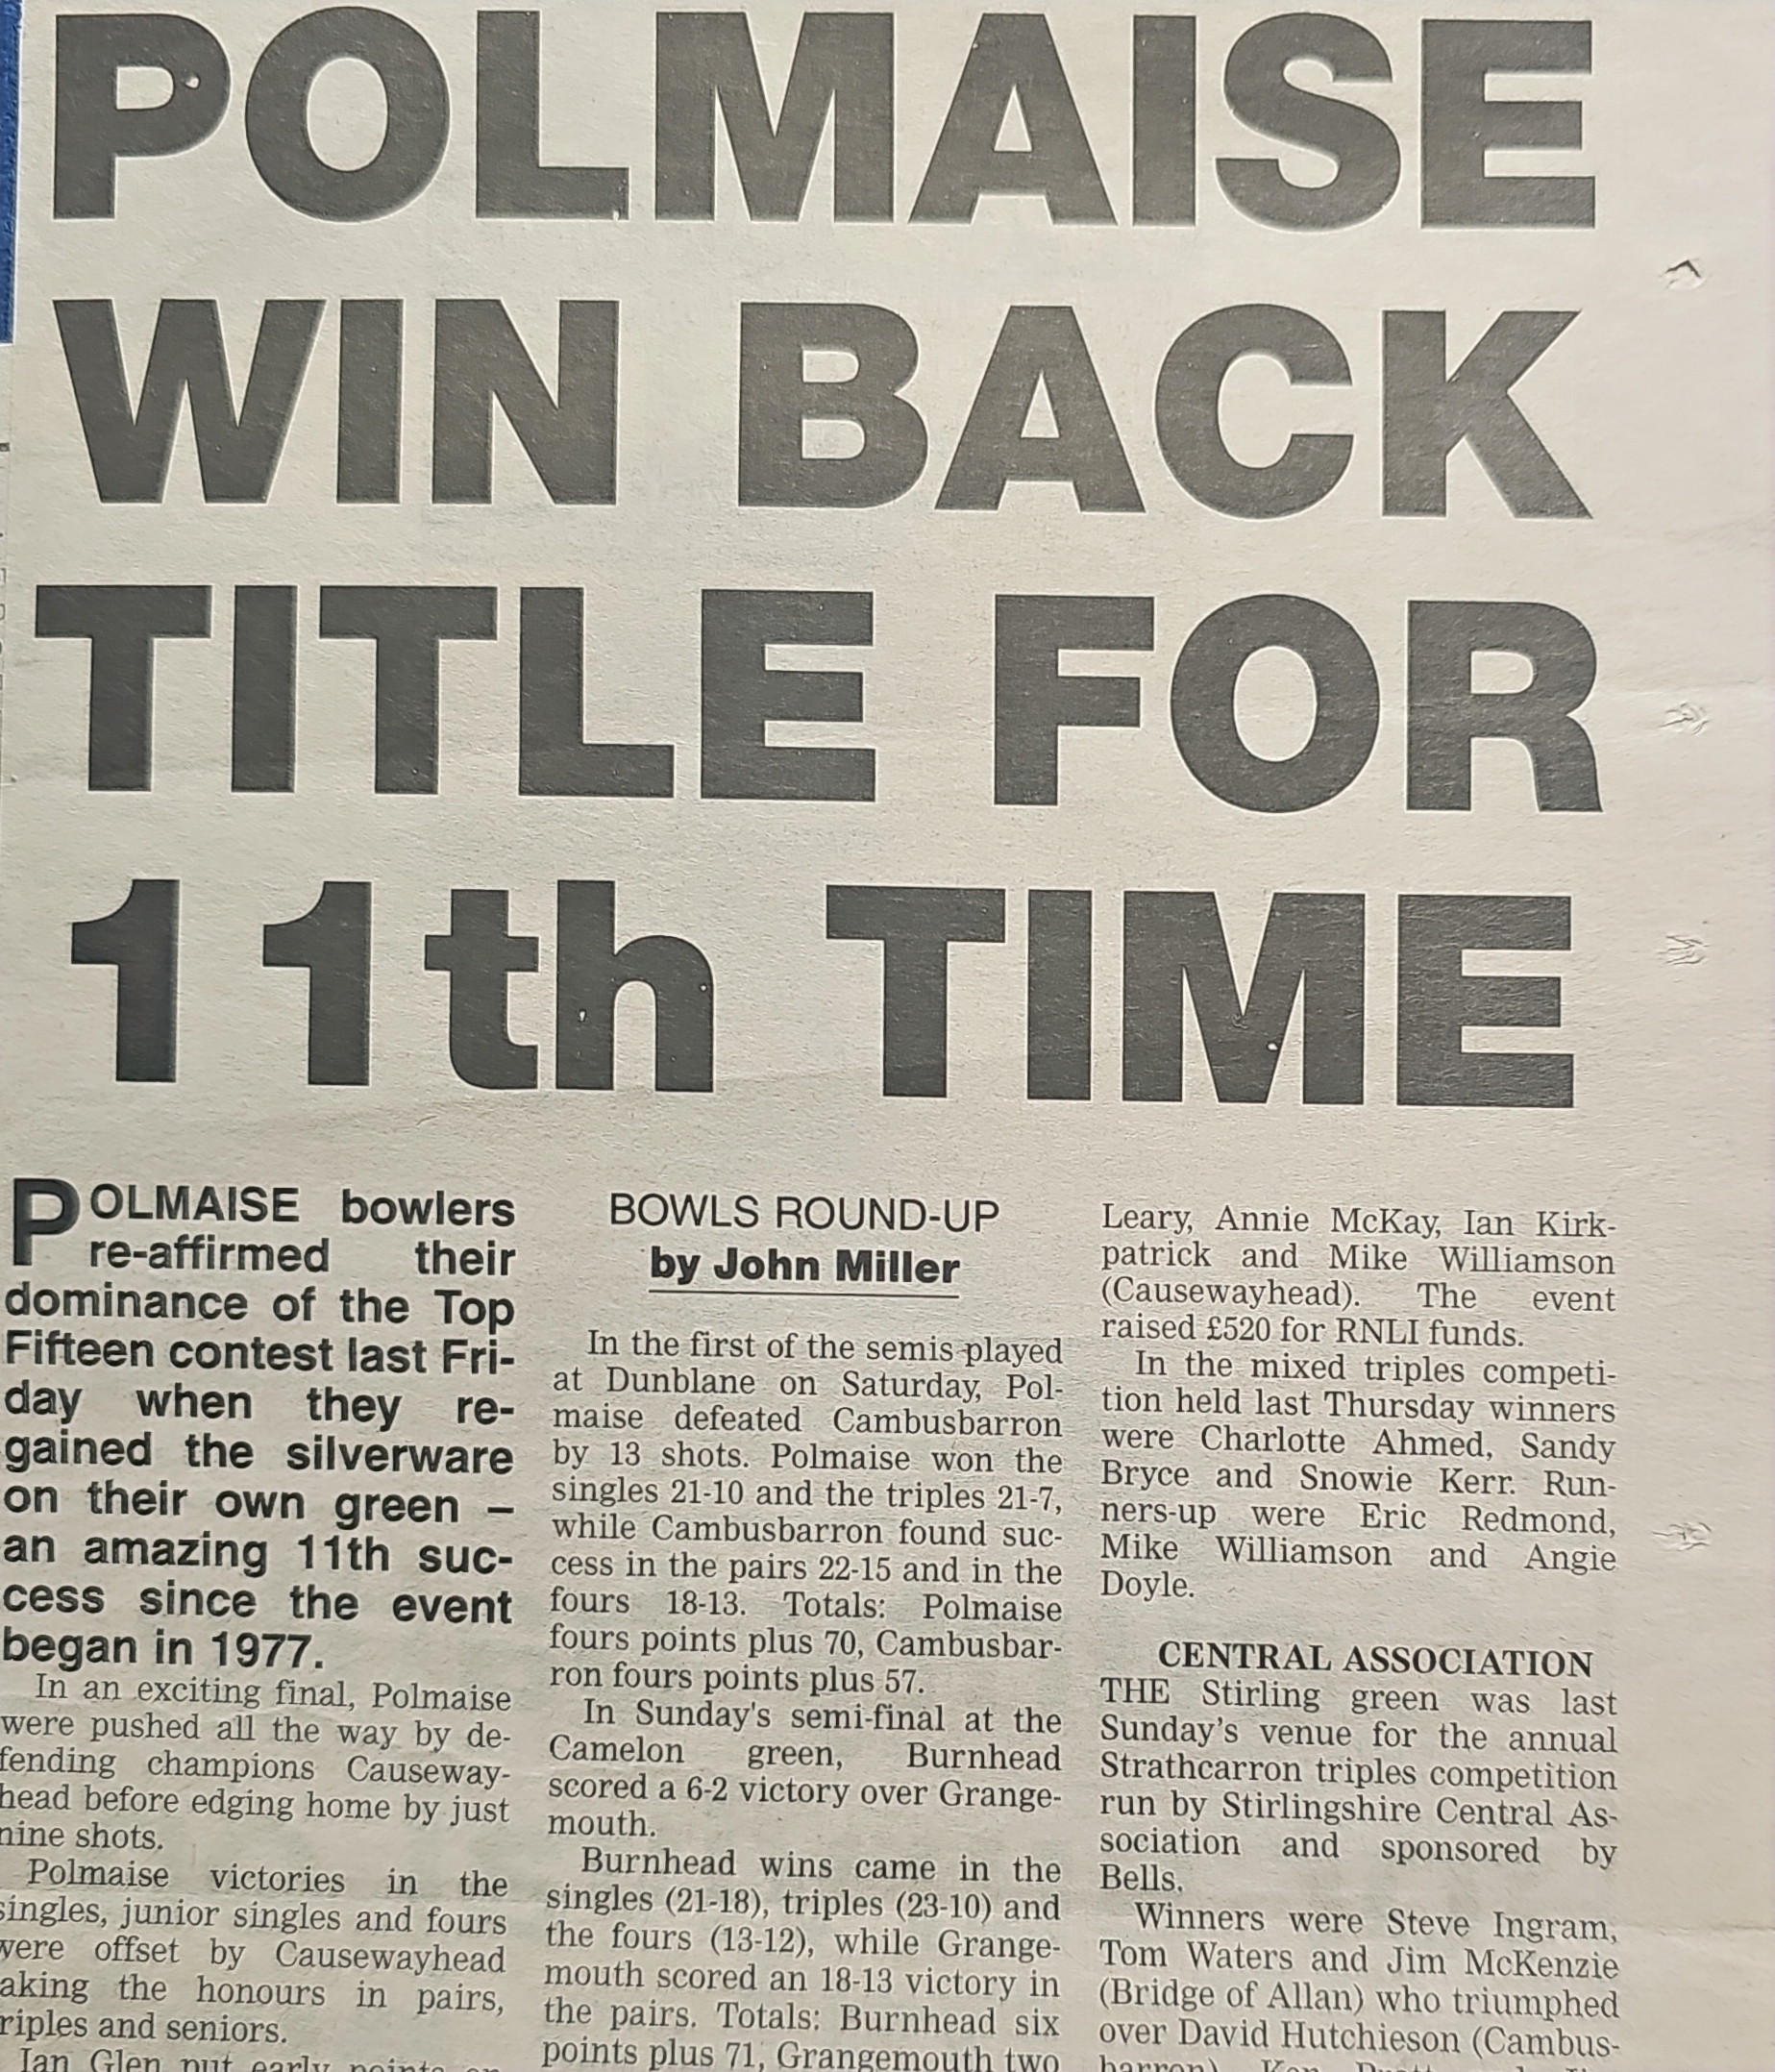 POLMAISE
WIN BACK
TITLE FOR
11th TIME
POLMAISE bowlers
re-affirmed their
dominance of the Top
Fifteen contest last Fri-
day when they re-
gained the silverware
on their own green –
an amazing 11th suc-
cess since the event
began in 1977.
In an exciting final, Polmaise
were pushed all the way by de-
fending champions Causeway-
head before edging home by just
nine shots.
Polmaise victories in the
singles, junior singles and fours
were offset by Causewayhead
taking the honours in pairs,
triples and seniors.
Ian Glen put early points on
BOWLS ROUND-UP
by John Miller
In the first of the semis played
at Dunblane on Saturday, Pol-
maise defeated Cambusbarron
by 13 shots. Polmaise won the
singles 21-10 and the triples 21-7,
while Cambusbarron found suc-
cess in the pairs 22-15 and in the
fours 18-13. Totals: Polmaise
fours points plus 70, Cambusbar-
ron fours points plus 57.
In Sunday's semi-final at the
Camelon green, Burnhead
scored a 6-2 victory over Grange-
mouth.
Burnhead wins came in the
singles (21-18), triples (23-10) and
the fours (13-12), while Grange-
mouth scored an 18-13 victory in
the pairs. Totals: Burnhead six
points plus 71, Grangemouth two
Leary, Annie McKay, Ian Kirk-
patrick and Mike Williamson
(Causewayhead). The event
raised £520 for RNLI funds.
In the mixed triples competi-
tion held last Thursday winners
were Charlotte Ahmed, Sandy
Bryce and Snowie Kerr. Run-
ners-up were Eric Redmond,
Mike Williamson and Angie
Doyle.
CENTRAL ASSOCIATION
THE Stirling green was last
Sunday's venue for the annual
Strathcarron triples competition
run by Stirlingshire Central As-
sociation and sponsored by
Bells.
Winners were Steve Ingram,
Tom Waters and Jim McKenzie
(Bridge of Allan) who triumphed
over David Hutchieson (Cambus-
barron), Ken